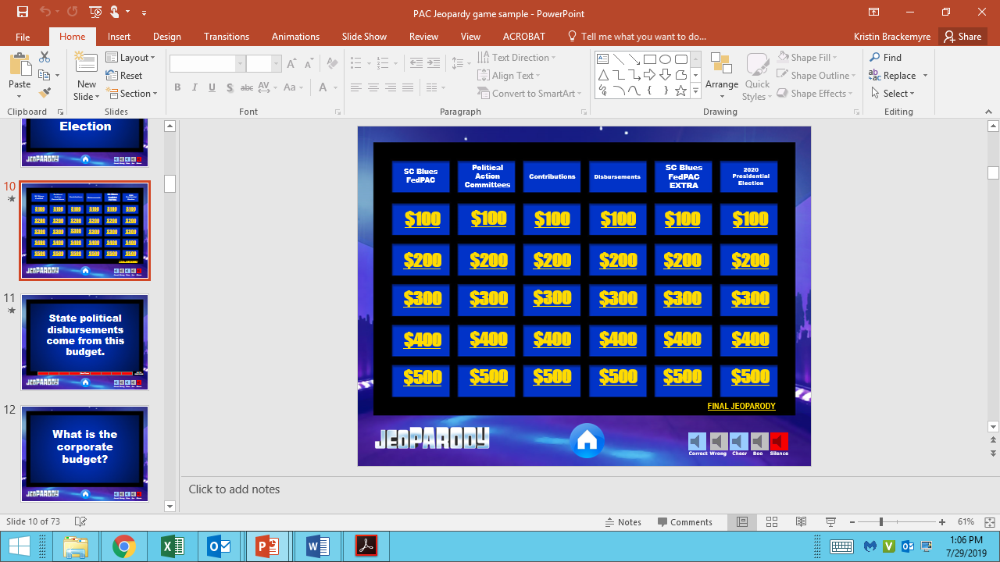 PAC Jeopardy game sample - PowerPoint
File Home Insert Design Transitions Animations Slide Show Review View ACROBAT Tell me what you want to do... Kristin Brackemyre Share
Paste
New
Slide
Layout
Reset
Section
B I U S abc AV Aa A
Text Direction
Align Text
Convert to SmartArt
Arrange
Quick
Styles
Shape Fill
Shape Outline
Shape Effects
Find
Replace
Select
Clipboard Slides Font Paragraph Drawing Editing
Election
JEOPARODY
10
11
State political
disbursements
come from this
budget.
JEOPARODY
12
What is the
corporate
budget?
JEOPARODY
SC Blues
FedPAC
Political
Action
Committees
Contributions
Disbursements
SC Blues
FedPAC
EXTRA
2020
Presidential
Election
$100 $100 $100 $100 $100 $100
$200 $200 $200 $200 $200 $200
$300 $300 $300 $300 $300 $300
$400 $400 $400 $400 $400 $400
$500 $500 $500 $500 $500 $500
FINAL JEOPARODY
JEOPARODY
Correct Wrong Cheer Boo Silence
Click to add notes
Slide 10 of 73
Notes Comments 61%
1:06 PM
7/29/2019